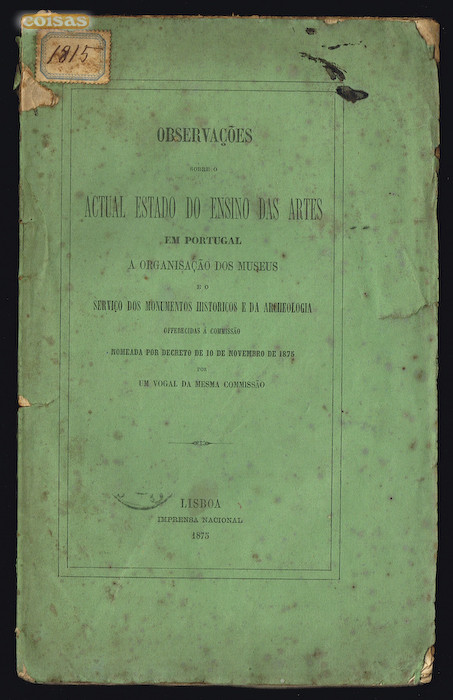 coisas
1815
OBSERVAÇÕES
SOBRE O
ACTUAL ESTADO DO ENSINO DAS ARTES
EM PORTUGAL
A ORGANISAÇÃO DOS MUSEUS
E O
SERVIÇO DOS MONUMENTOS HISTORICOS E DA ARCHEOLOGIA
OFFERECIDAS Á COMMISSÃO
NOMEADA POR DECRETO DE 10 DE NOVEMBRO DE 1875
POR
UM VOGAL DA MESMA COMMISSÃO
LISBOA
IMPRENSA NACIONAL
1875